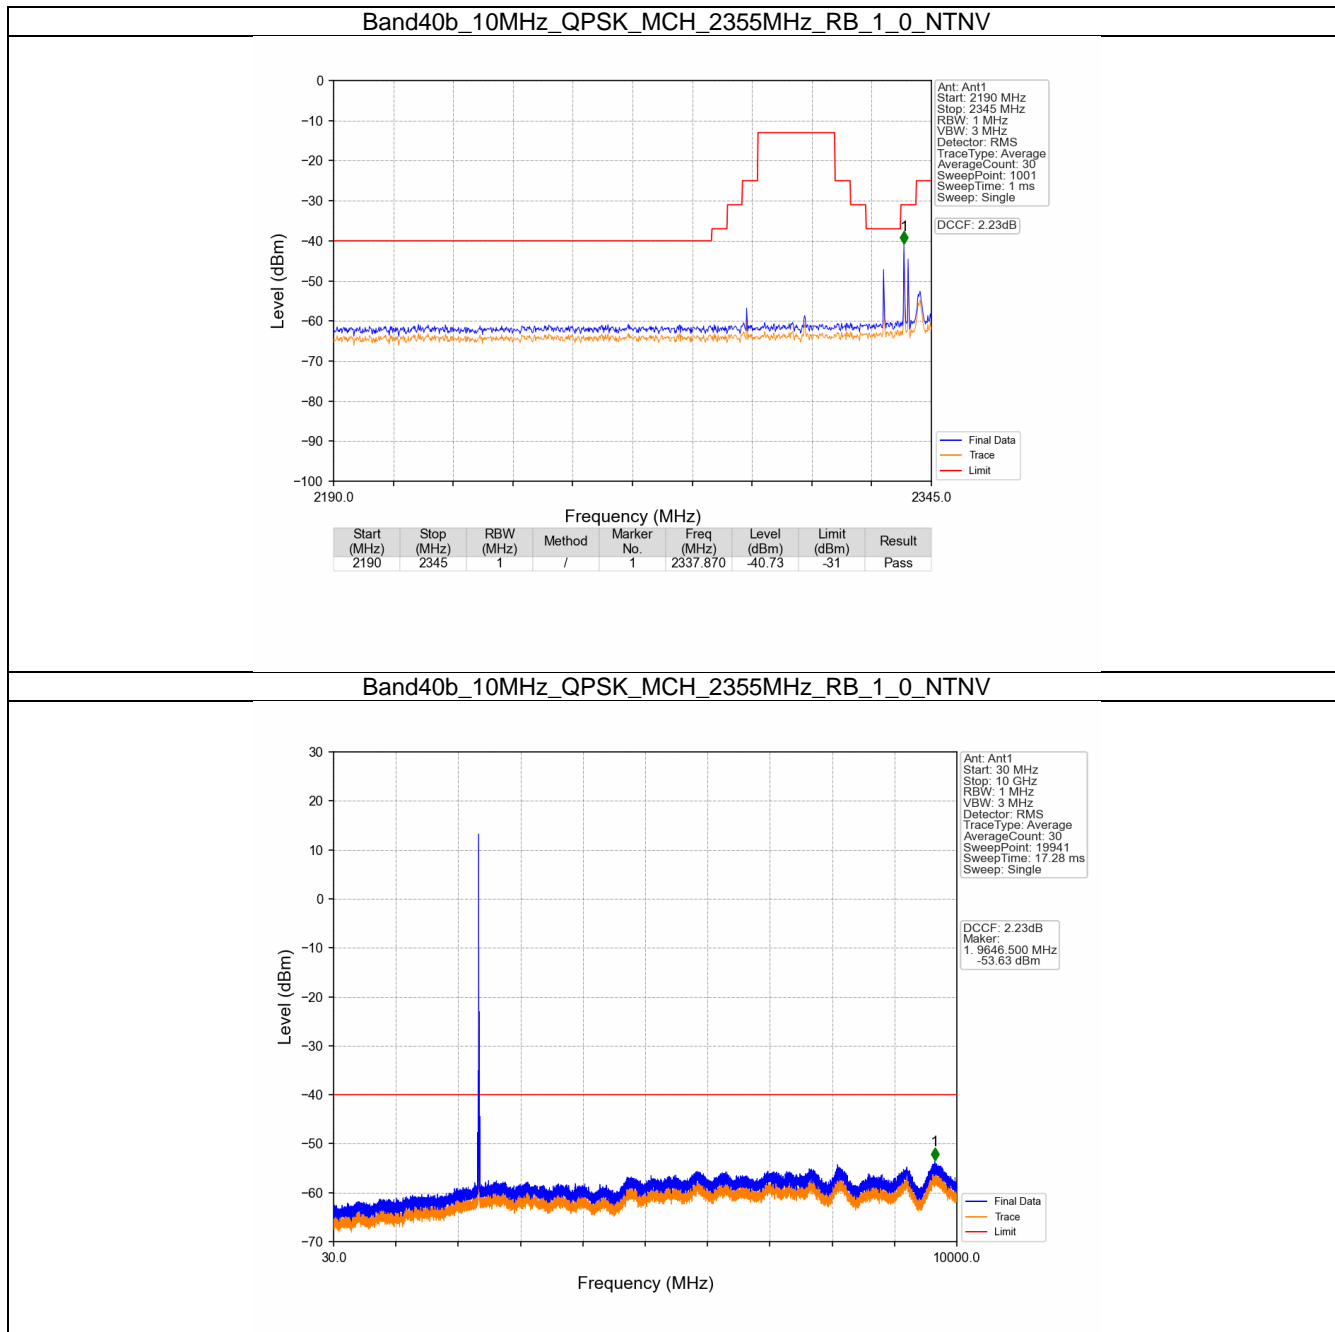 Band40b_10MHz_QPSK_MCH_2355MHz_RB_1_0_NTNV
0
−10
−20
−30
−40
−50
−60
−70
−80
−90
−100
Level (dBm)
2190.0
2345.0
Frequency (MHz)
1
Ant: Ant1
Start: 2190 MHz
Stop: 2345 MHz
RBW: 1 MHz
VBW: 3 MHz
Detector: RMS
TraceType: Average
AverageCount: 30
SweepPoint: 1001
SweepTime: 1 ms
Sweep: Single
DCCF: 2.23dB
Final Data
Trace
Limit
Start (MHz) Stop (MHz) RBW (MHz) Method Marker No. Freq (MHz) Level (dBm) Limit (dBm) Result
2190 2345 1 / 1 2337.870 -40.73 -31 Pass
Band40b_10MHz_QPSK_MCH_2355MHz_RB_1_0_NTNV
30
20
10
0
−10
−20
−30
−40
−50
−60
−70
Level (dBm)
30.0
10000.0
Frequency (MHz)
1
Ant: Ant1
Start: 30 MHz
Stop: 10 GHz
RBW: 1 MHz
VBW: 3 MHz
Detector: RMS
TraceType: Average
AverageCount: 30
SweepPoint: 19941
SweepTime: 17.28 ms
Sweep: Single
DCCF: 2.23dB
Maker:
1. 9646.500 MHz
-53.63 dBm
Final Data
Trace
Limit